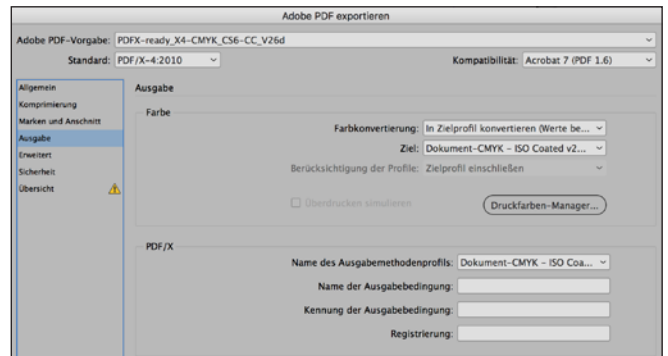 Adobe PDF exportieren
Adobe PDF-Vorgabe: PDFX-ready_X4-CMYK_CS6-CC_V26d
Standard: PDF/X-4:2010 Kompatibilität: Acrobat 7 (PDF 1.6)
Allgemein
Komprimierung
Marken und Anschnitt
Ausgabe
Erweitert
Sicherheit
Übersicht
Ausgabe
Farbe
Farbkonvertierung: In Zielprofil konvertieren (Werte be...
Ziel: Dokument-CMYK – ISO Coated v2...
Berücksichtigung der Profile: Zielprofil einschließen
Überdrucken simulieren Druckfarben-Manager...
PDF/X
Name des Ausgabemethodenprofils: Dokument-CMYK – ISO Coa...
Name der Ausgabebedingung:
Kennung der Ausgabebedingung:
Registrierung: